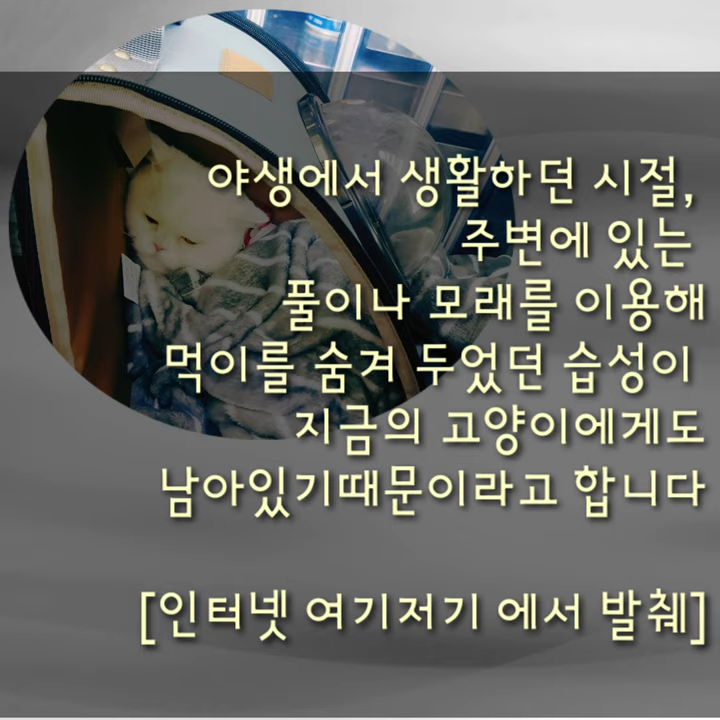 야생에서 생활하던 시절,
주변에 있는
풀이나 모래를 이용해
먹이를 숨겨 두었던 습성이
지금의 고양이에게도
남아있기때문이라고 합니다
[인터넷 여기저기 에서 발췌]